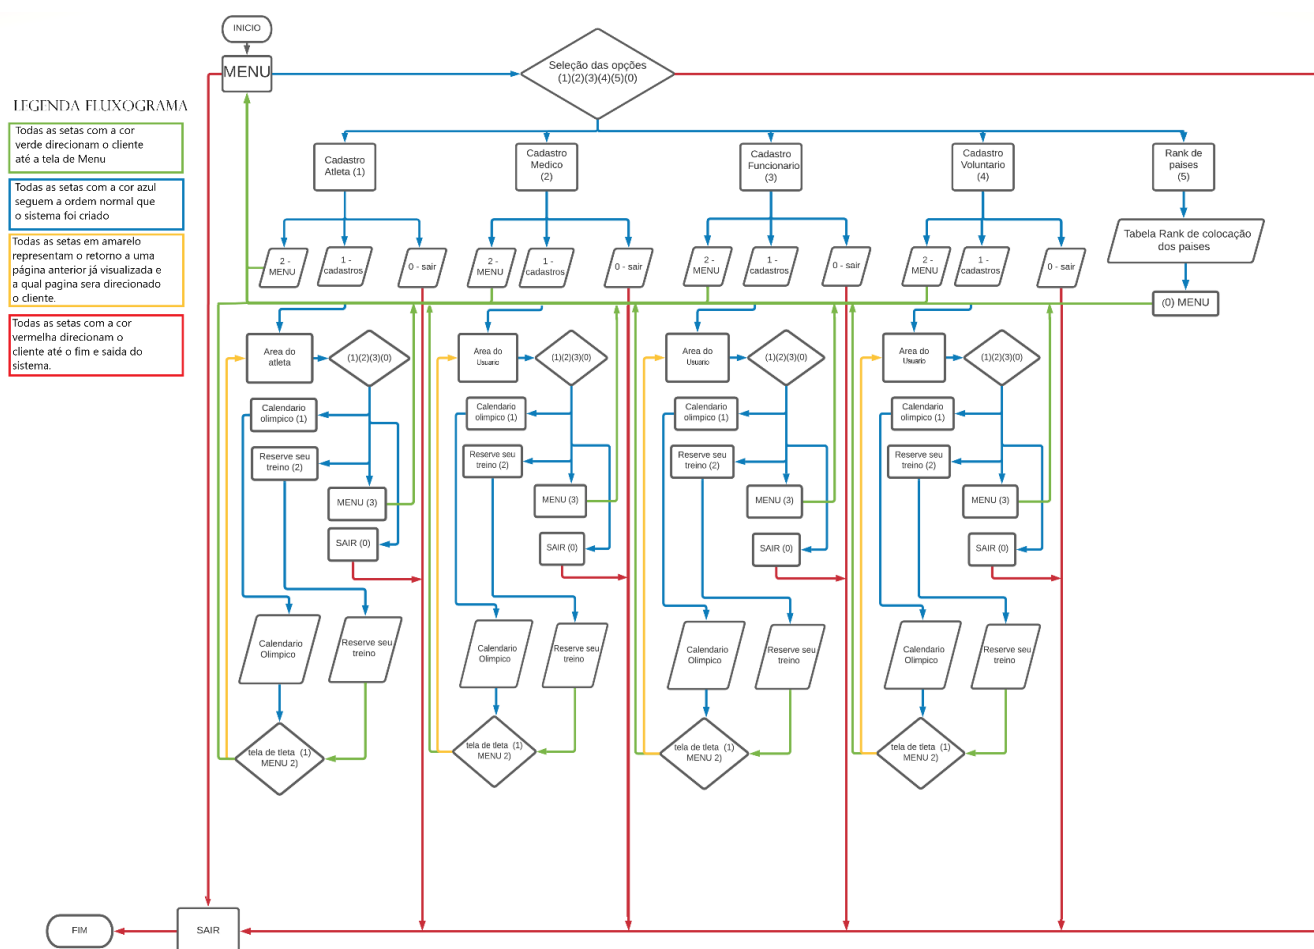 INICIO
MENU
Seleção das opções
(1)(2)(3)(4)(5)(0)
LEGENDA FLUXOGRAMA
Todas as setas com a cor
verde direcionam o cliente
até a tela de Menu
Todas as setas com a cor azul
seguem a ordem normal que
o sistema foi criado
Todas as setas em amarelo
representam o retorno a uma
página anterior já visualizada e
a qual pagina sera direcionado
o cliente.
Todas as setas com a cor
vermelha direcionam o
cliente até o fim e saida do
sistema.
Cadastro
Atleta (1)
Cadastro
Medico
(2)
Cadastro
Funcionario
(3)
Cadastro
Voluntario
(4)
Rank de
paises
(5)
2 -
MENU
1 -
cadastros
0 - sair
2 -
MENU
1 -
cadastros
0 - sair
2 -
MENU
1 -
cadastros
0 - sair
2 -
MENU
1 -
cadastros
0 - sair
Tabela Rank de colocação
dos paises
(0) MENU
Area do
atleta
(1)(2)(3)(0)
Calendario
olimpico (1)
Reserve seu
treino (2)
MENU (3)
SAIR (0)
Calendario
Olimpico
Reserve seu
treino
tela de tleta (1)
MENU 2)
Area do
Usuario
(1)(2)(3)(0)
Calendario
olimpico (1)
Reserve seu
treino (2)
MENU (3)
SAIR (0)
Calendario
Olimpico
Reserve seu
treino
tela de tleta (1)
MENU 2)
Area do
Usuario
(1)(2)(3)(0)
Calendario
olimpico (1)
Reserve seu
treino (2)
MENU (3)
SAIR (0)
Calendario
Olimpico
Reserve seu
treino
tela de tleta (1)
MENU 2)
Area do
Usuario
(1)(2)(3)(0)
Calendario
olimpico (1)
Reserve seu
treino (2)
MENU (3)
SAIR (0)
Calendario
Olimpico
Reserve seu
treino
tela de tleta (1)
MENU 2)
FIM
SAIR